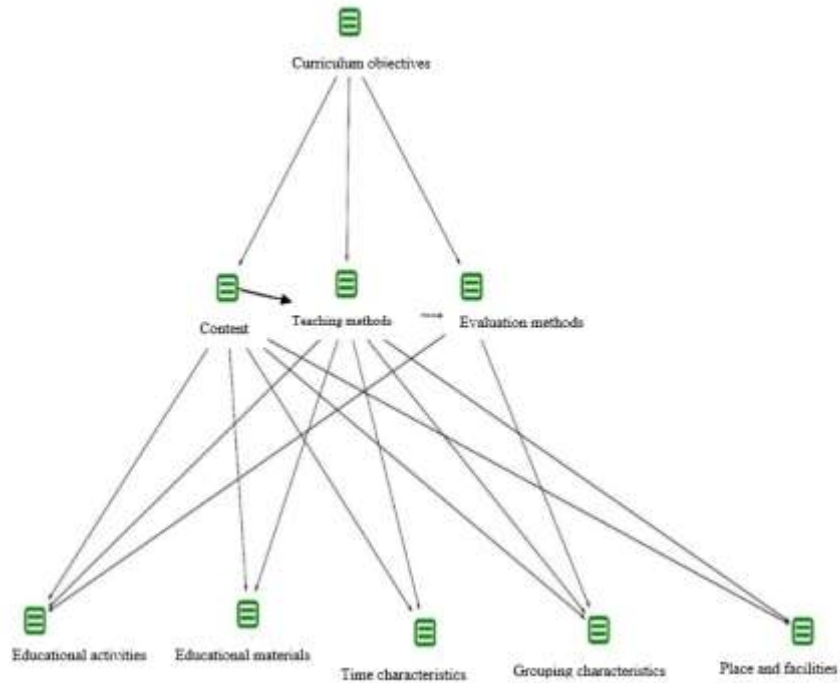 Curriculum objectives
Content
Teaching methods
Evaluation methods
Educational activities
Educational materials
Time characteristics
Grouping characteristics
Place and facilities